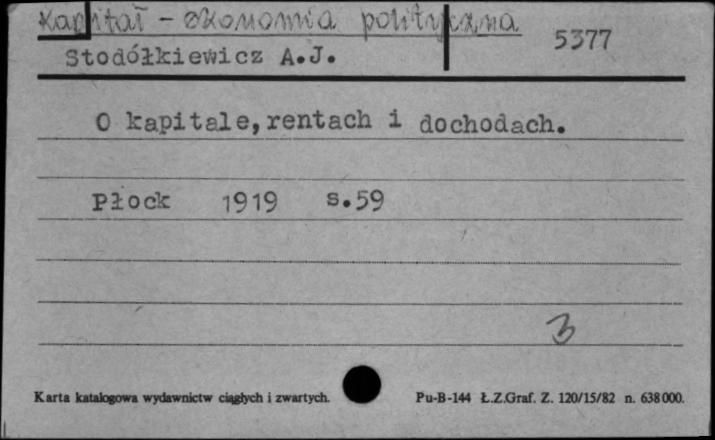 Kapitał - ekonomia polityczna
5377
Stodółkiewicz A.J.
O kapitale, rentach i dochodach.
Płock 1919 s.59
3
Karta katalogowa wydawnictw ciągłych i zwartych.
Pu-B-144 Ł.Z.Graf. Z. 120/15/82 n. 638000.